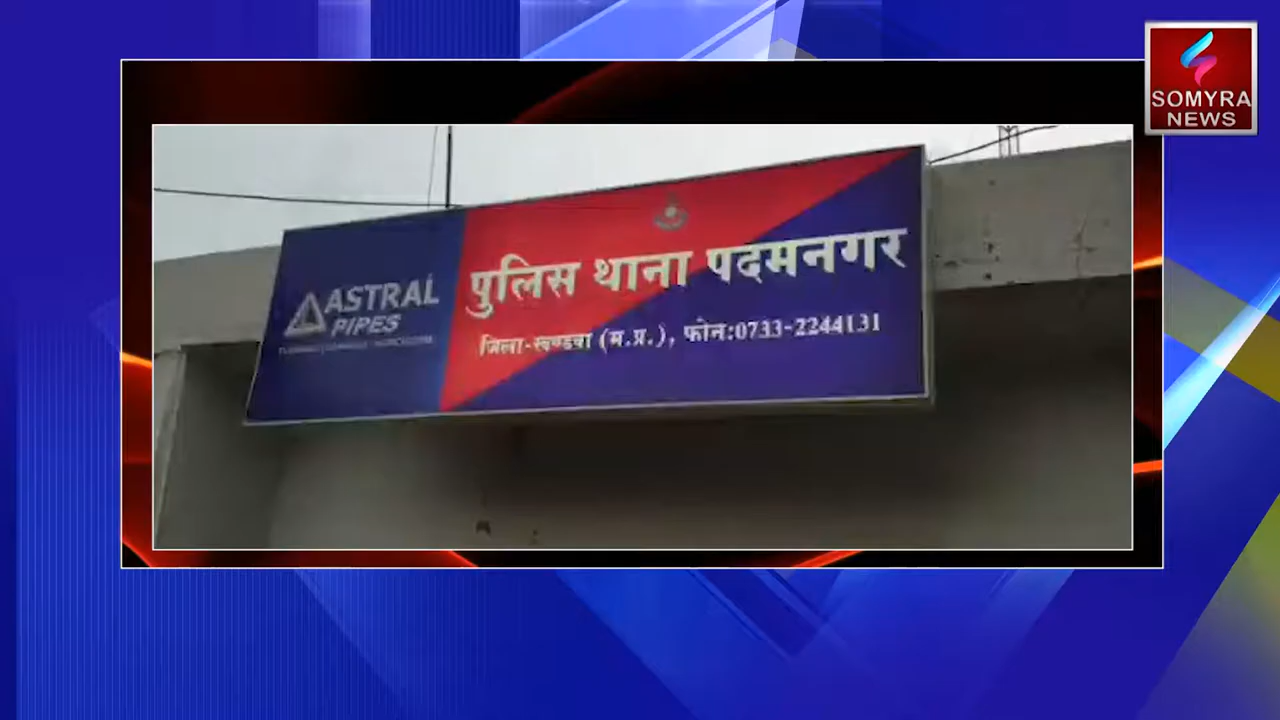 SOMYRA
NEWS
ASTRAL
PIPES
पुलिस थाना पदमनगर
जिला-खण्डवा (म.प्र.), फोन:0733-2244131